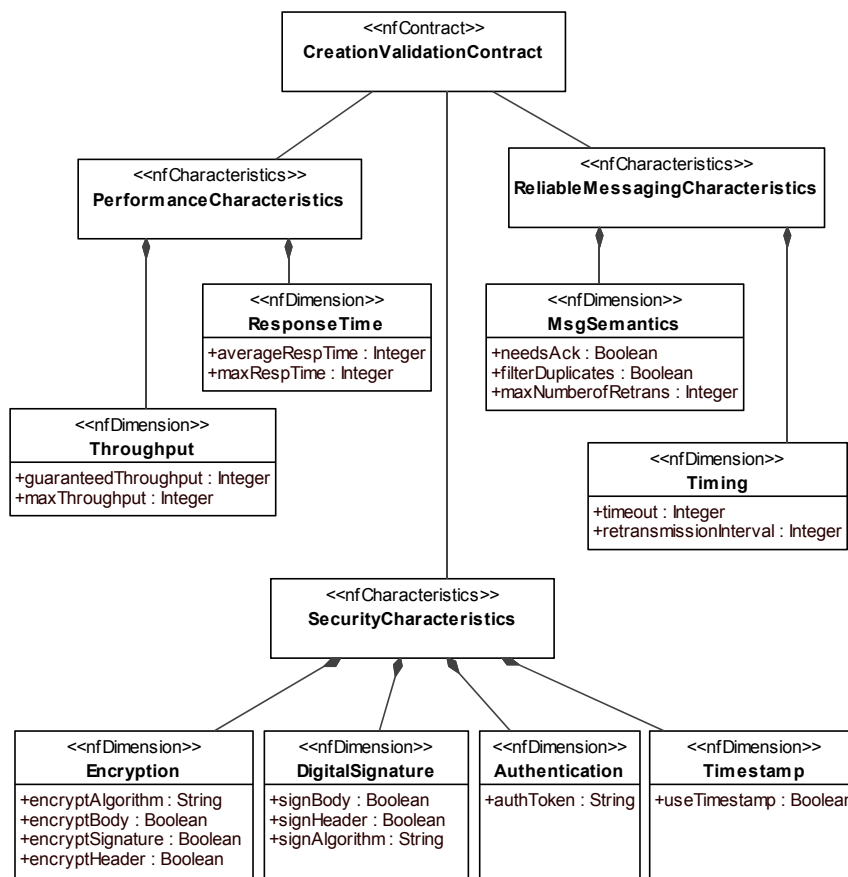 <<nfContract>>
CreationValidationContract
<<nfCharacteristics>>
PerformanceCharacteristics
<<nfCharacteristics>>
ReliableMessagingCharacteristics
<<nfDimension>>
ResponseTime
+averageRespTime : Integer
+maxRespTime : Integer
<<nfDimension>>
MsgSemantics
+needsAck : Boolean
+filterDuplicates : Boolean
+maxNumberofRetrans : Integer
<<nfDimension>>
Throughput
+guaranteedThroughput : Integer
+maxThroughput : Integer
<<nfDimension>>
Timing
+timeout : Integer
+retransmissionInterval : Integer
<<nfCharacteristics>>
SecurityCharacteristics
<<nfDimension>>
Encryption
+encryptAlgorithm : String
+encryptBody : Boolean
+encryptSignature : Boolean
+encryptHeader : Boolean
<<nfDimension>>
DigitalSignature
+signBody : Boolean
+signHeader : Boolean
+signAlgorithm : String
<<nfDimension>>
Authentication
+authToken : String
<<nfDimension>>
Timestamp
+useTimestamp : Boolean